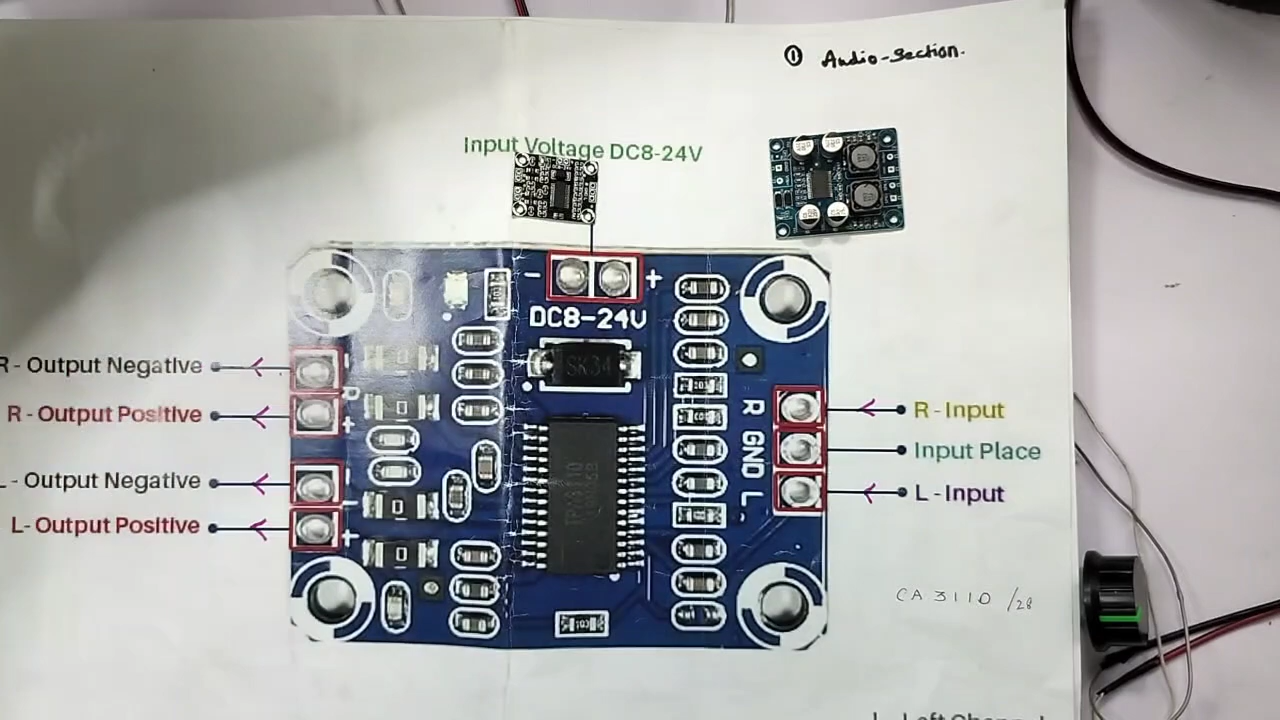 ① Audio-Section.
Input Voltage DC8-24V
- +
DC8-24V
SK34
R - Output Negative
R - Output Positive
- Output Negative
L- Output Positive
R
-
+
-
+
R
GND
L
R - Input
Input Place
L - Input
CA 3110 /28